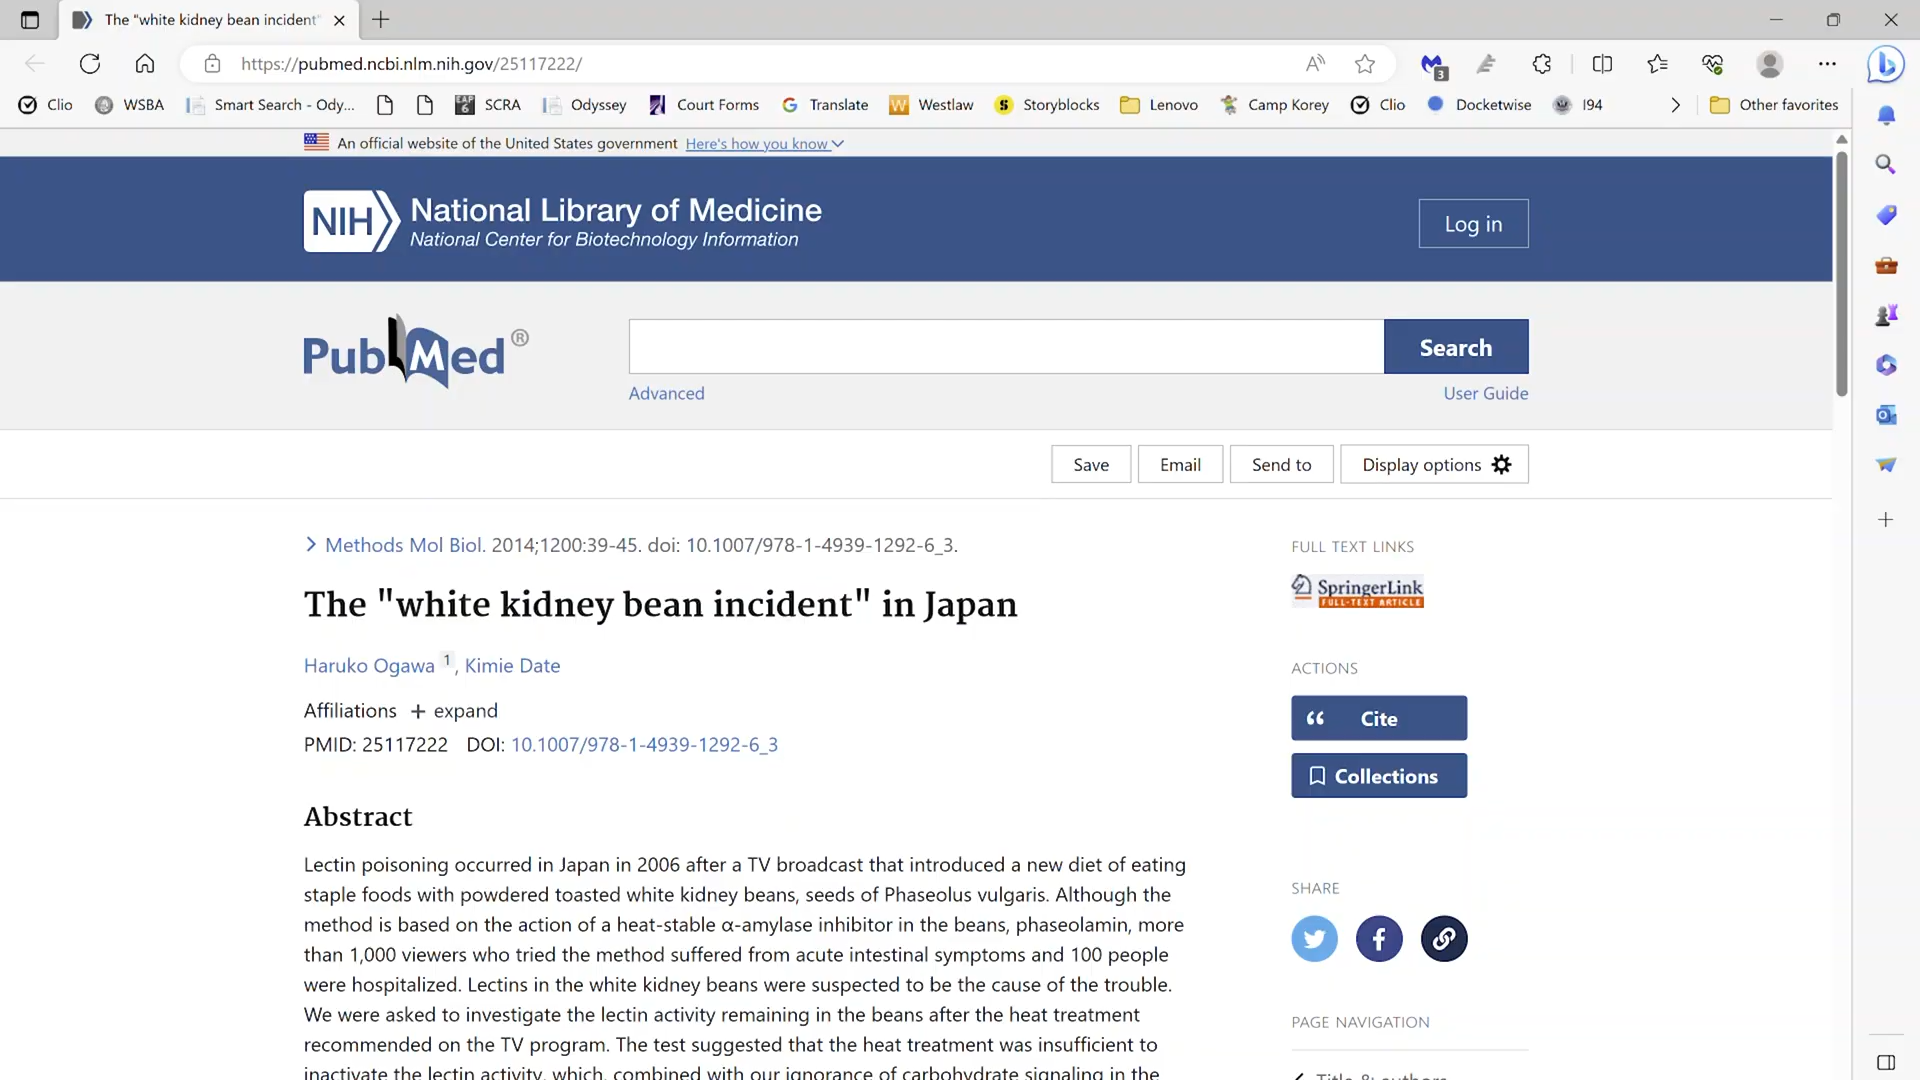 The "white kidney bean incident"
https://pubmed.ncbi.nlm.nih.gov/25117222/
3
Clio
WSBA
Smart Search - Ody...
SCRA
Odyssey
Court Forms
Translate
Westlaw
Storyblocks
Lenovo
Camp Korey
Clio
Docketwise
I94
Other favorites
An official website of the United States government Here's how you know
NIH National Library of Medicine
National Center for Biotechnology Information
Log in
PubMed®
Search
Advanced
User Guide
Save
Email
Send to
Display options
Methods Mol Biol. 2014;1200:39-45. doi: 10.1007/978-1-4939-1292-6_3.
The "white kidney bean incident" in Japan
Haruko Ogawa 1, Kimie Date
Affiliations + expand
PMID: 25117222 DOI: 10.1007/978-1-4939-1292-6_3
Abstract
Lectin poisoning occurred in Japan in 2006 after a TV broadcast that introduced a new diet of eating
staple foods with powdered toasted white kidney beans, seeds of Phaseolus vulgaris. Although the
method is based on the action of a heat-stable α-amylase inhibitor in the beans, phaseolamin, more
than 1,000 viewers who tried the method suffered from acute intestinal symptoms and 100 people
were hospitalized. Lectins in the white kidney beans were suspected to be the cause of the trouble.
We were asked to investigate the lectin activity remaining in the beans after the heat treatment
recommended on the TV program. The test suggested that the heat treatment was insufficient to
inactivate the lectin activity, which, combined with our ignorance of carbohydrate signaling in the
FULL TEXT LINKS
SpringerLink
FULL-TEXT ARTICLE
ACTIONS
Cite
Collections
SHARE
PAGE NAVIGATION
Title & authors